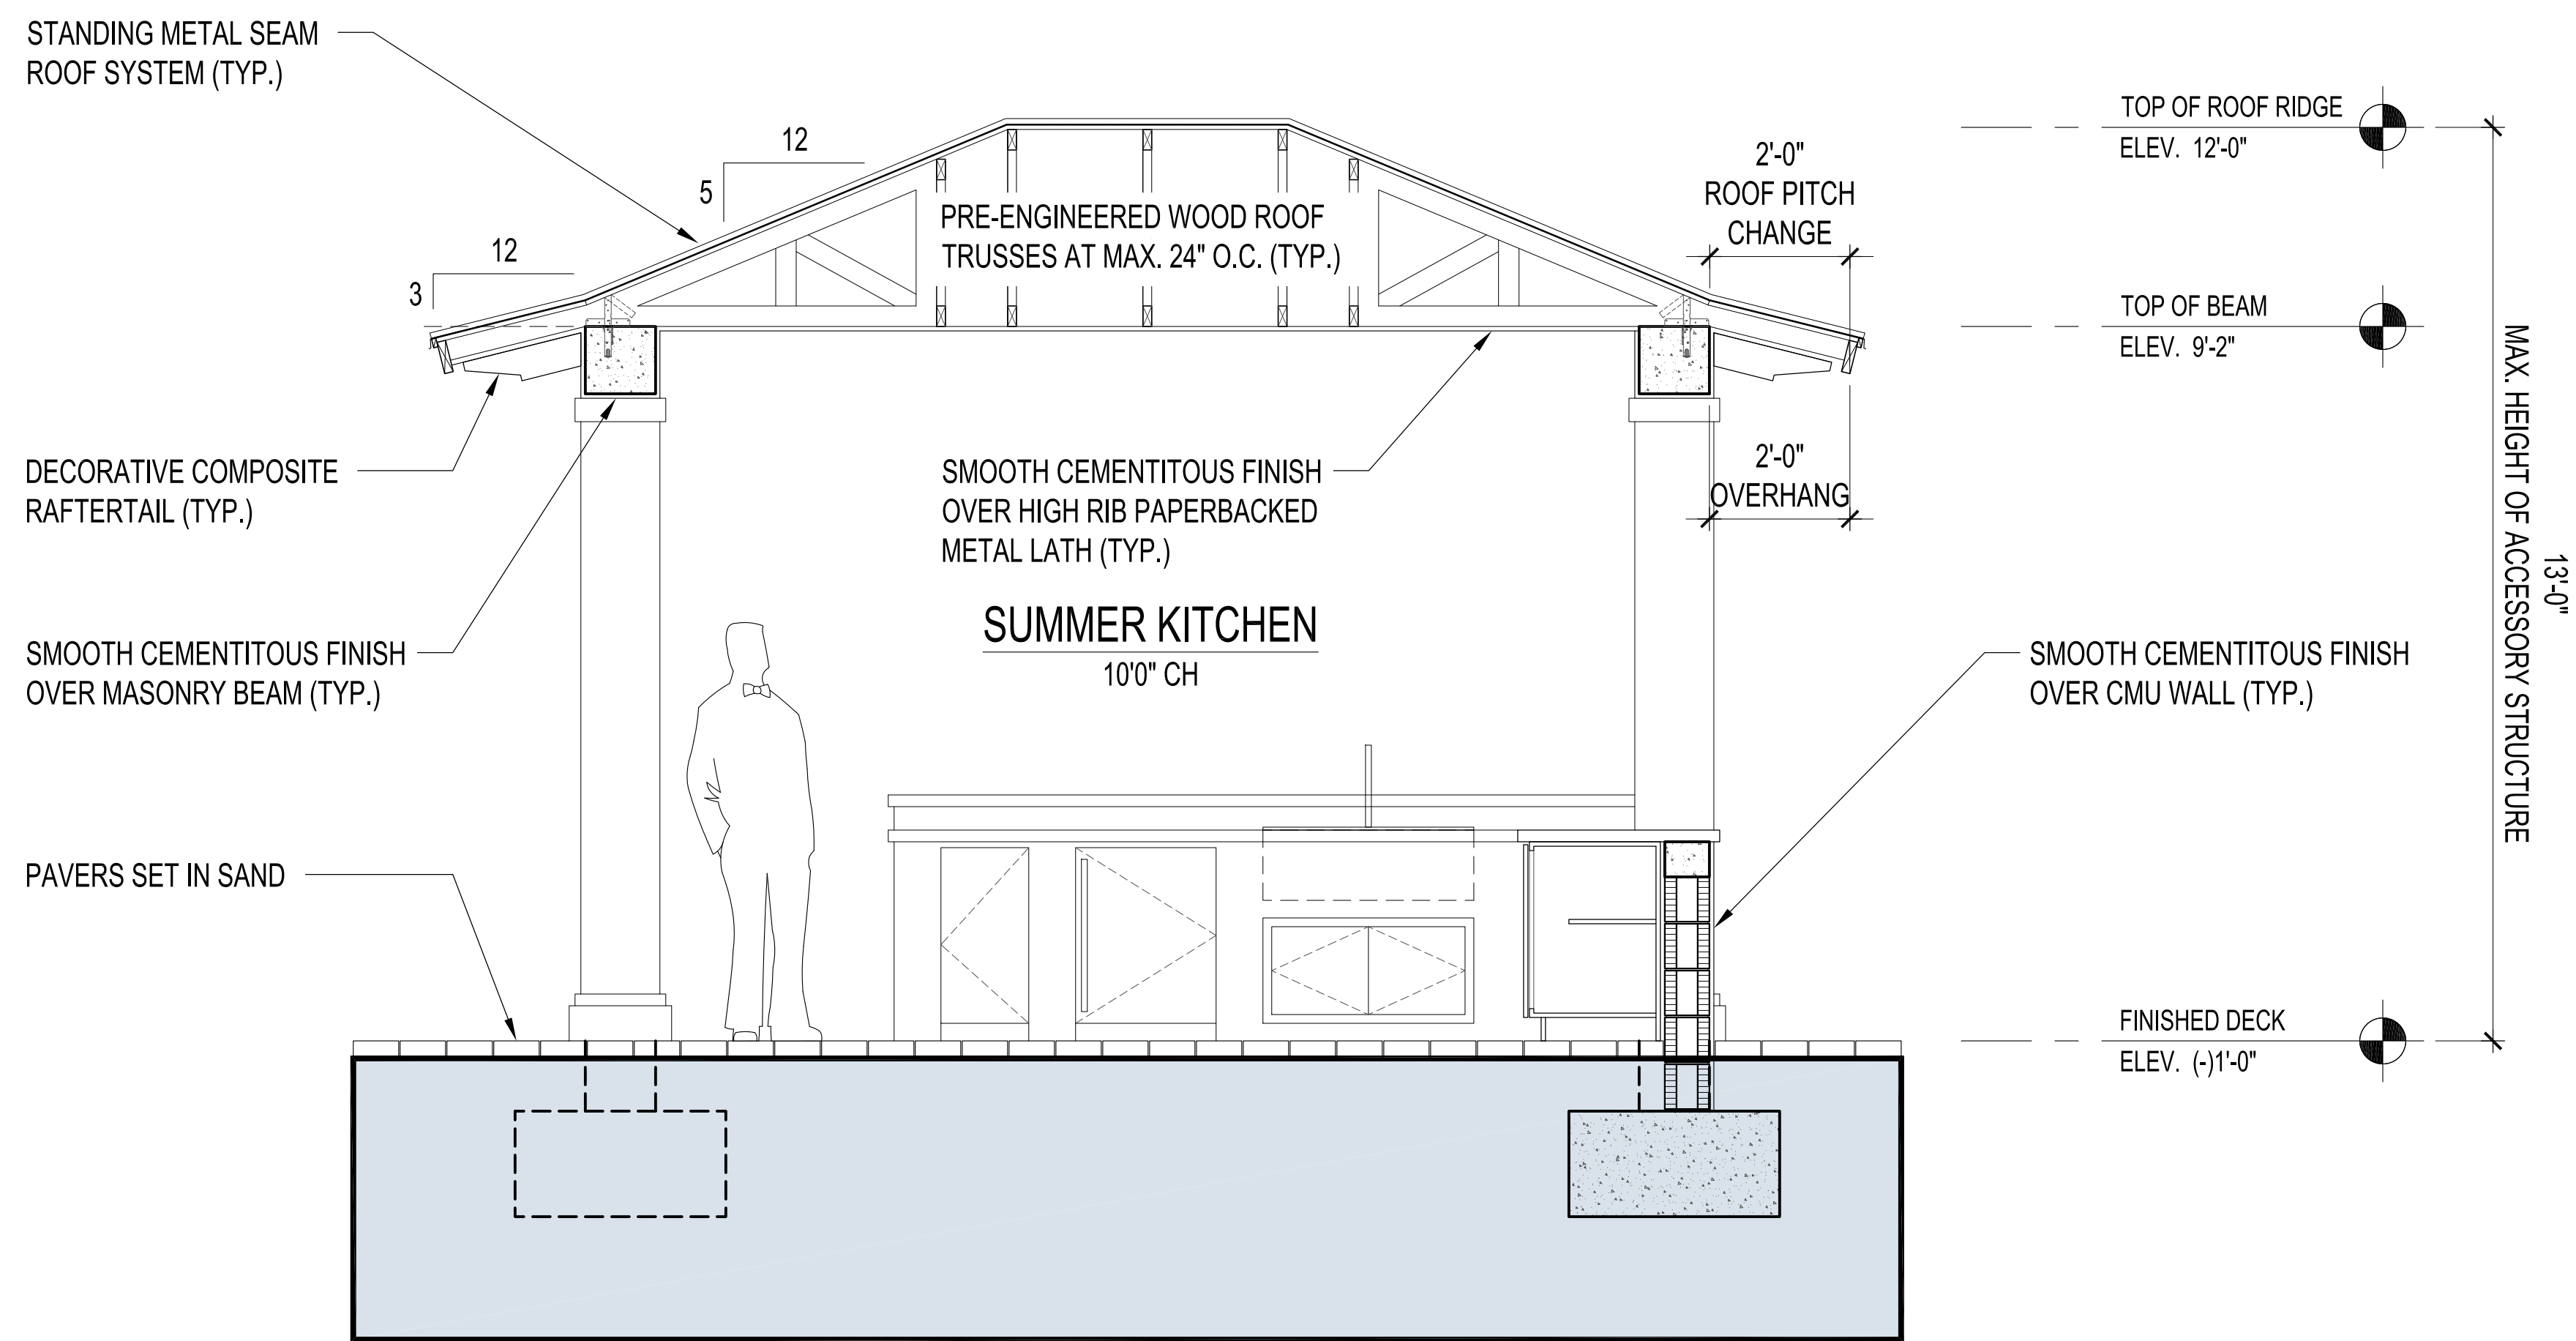 STANDING METAL SEAM
ROOF SYSTEM (TYP.)
12
5
12
3
PRE-ENGINEERED WOOD ROOF
TRUSSES AT MAX. 24" O.C. (TYP.)
2'-0"
ROOF PITCH
CHANGE
TOP OF ROOF RIDGE
ELEV. 12'-0"
TOP OF BEAM
ELEV. 9'-2"
DECORATIVE COMPOSITE
RAFTERTAIL (TYP.)
SMOOTH CEMENTITOUS FINISH
OVER HIGH RIB PAPERBACKED
METAL LATH (TYP.)
2'-0"
OVERHANG
13'-0"
MAX. HEIGHT OF ACCESSORY STRUCTURE
SUMMER KITCHEN
10'0" CH
SMOOTH CEMENTITOUS FINISH
OVER MASONRY BEAM (TYP.)
SMOOTH CEMENTITOUS FINISH
OVER CMU WALL (TYP.)
PAVERS SET IN SAND
FINISHED DECK
ELEV. (-)1'-0"